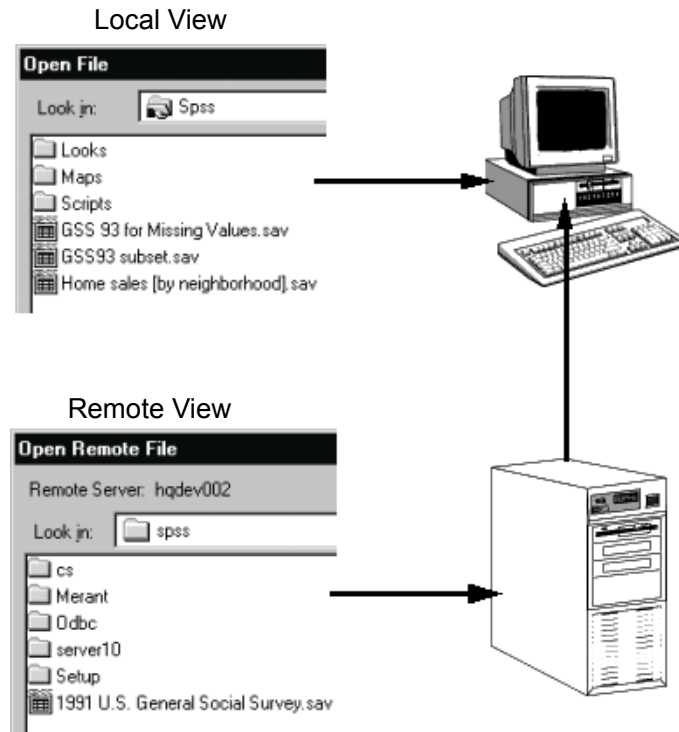 Local View
Open File
Look in: Spss
Looks
Maps
Scripts
GSS 93 for Missing Values.sav
GSS93 subset.sav
Home sales [by neighborhood].sav
Remote View
Open Remote File
Remote Server: hqdev002
Look in: spss
cs
Merant
Odbc
server10
Setup
1991 U.S. General Social Survey.sav